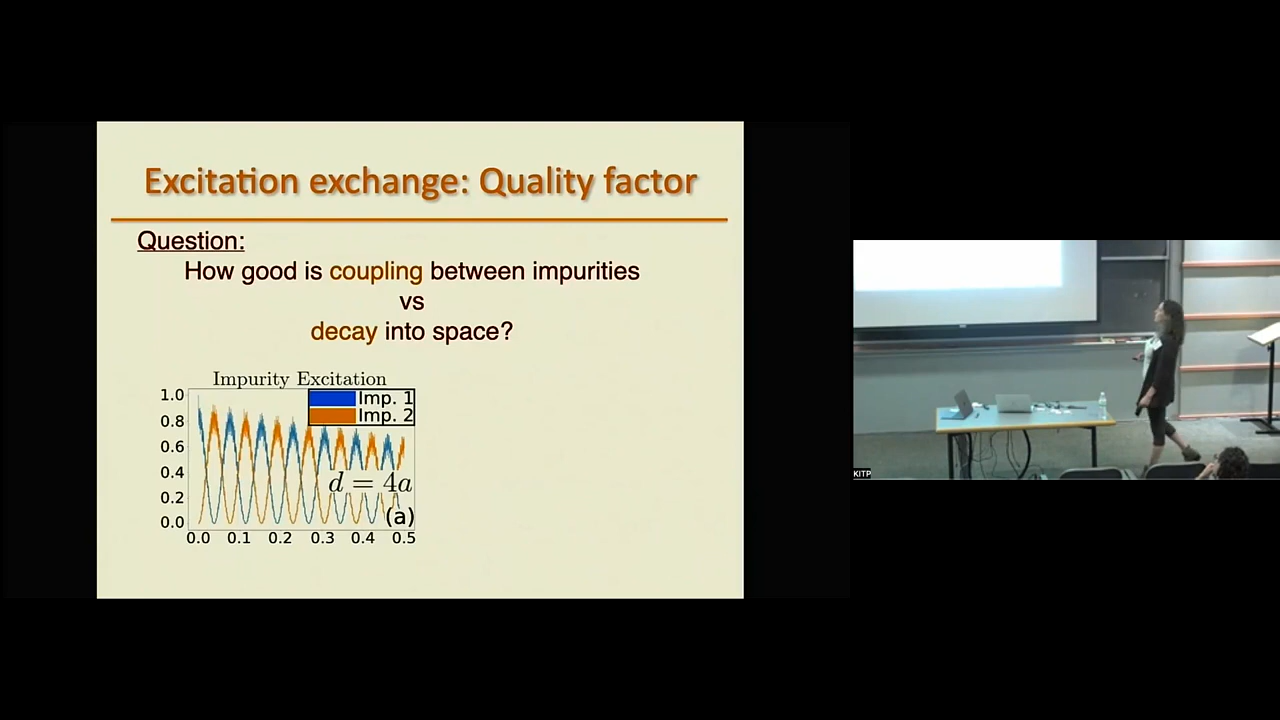 Excitation exchange: Quality factor
Question:
How good is coupling between impurities
vs
decay into space?
Impurity Excitation
1.0
0.8
0.6
0.4
0.2
0.0
Imp. 1
Imp. 2
d = 4a
(a)
0.0 0.1 0.2 0.3 0.4 0.5
KITP